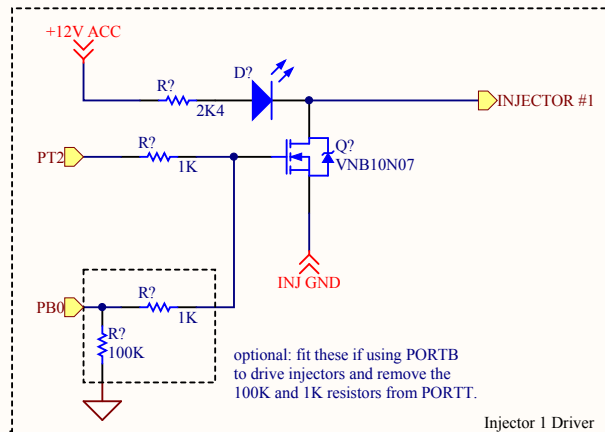 +12V ACC
D?
R?
2K4
INJECTOR #1
PT2
R?
1K
Q?
VNB10N07
INJ GND
PB0
R?
1K
R?
100K
optional: fit these if using PORTB
to drive injectors and remove the
100K and 1K resistors from PORTT.
Injector 1 Driver